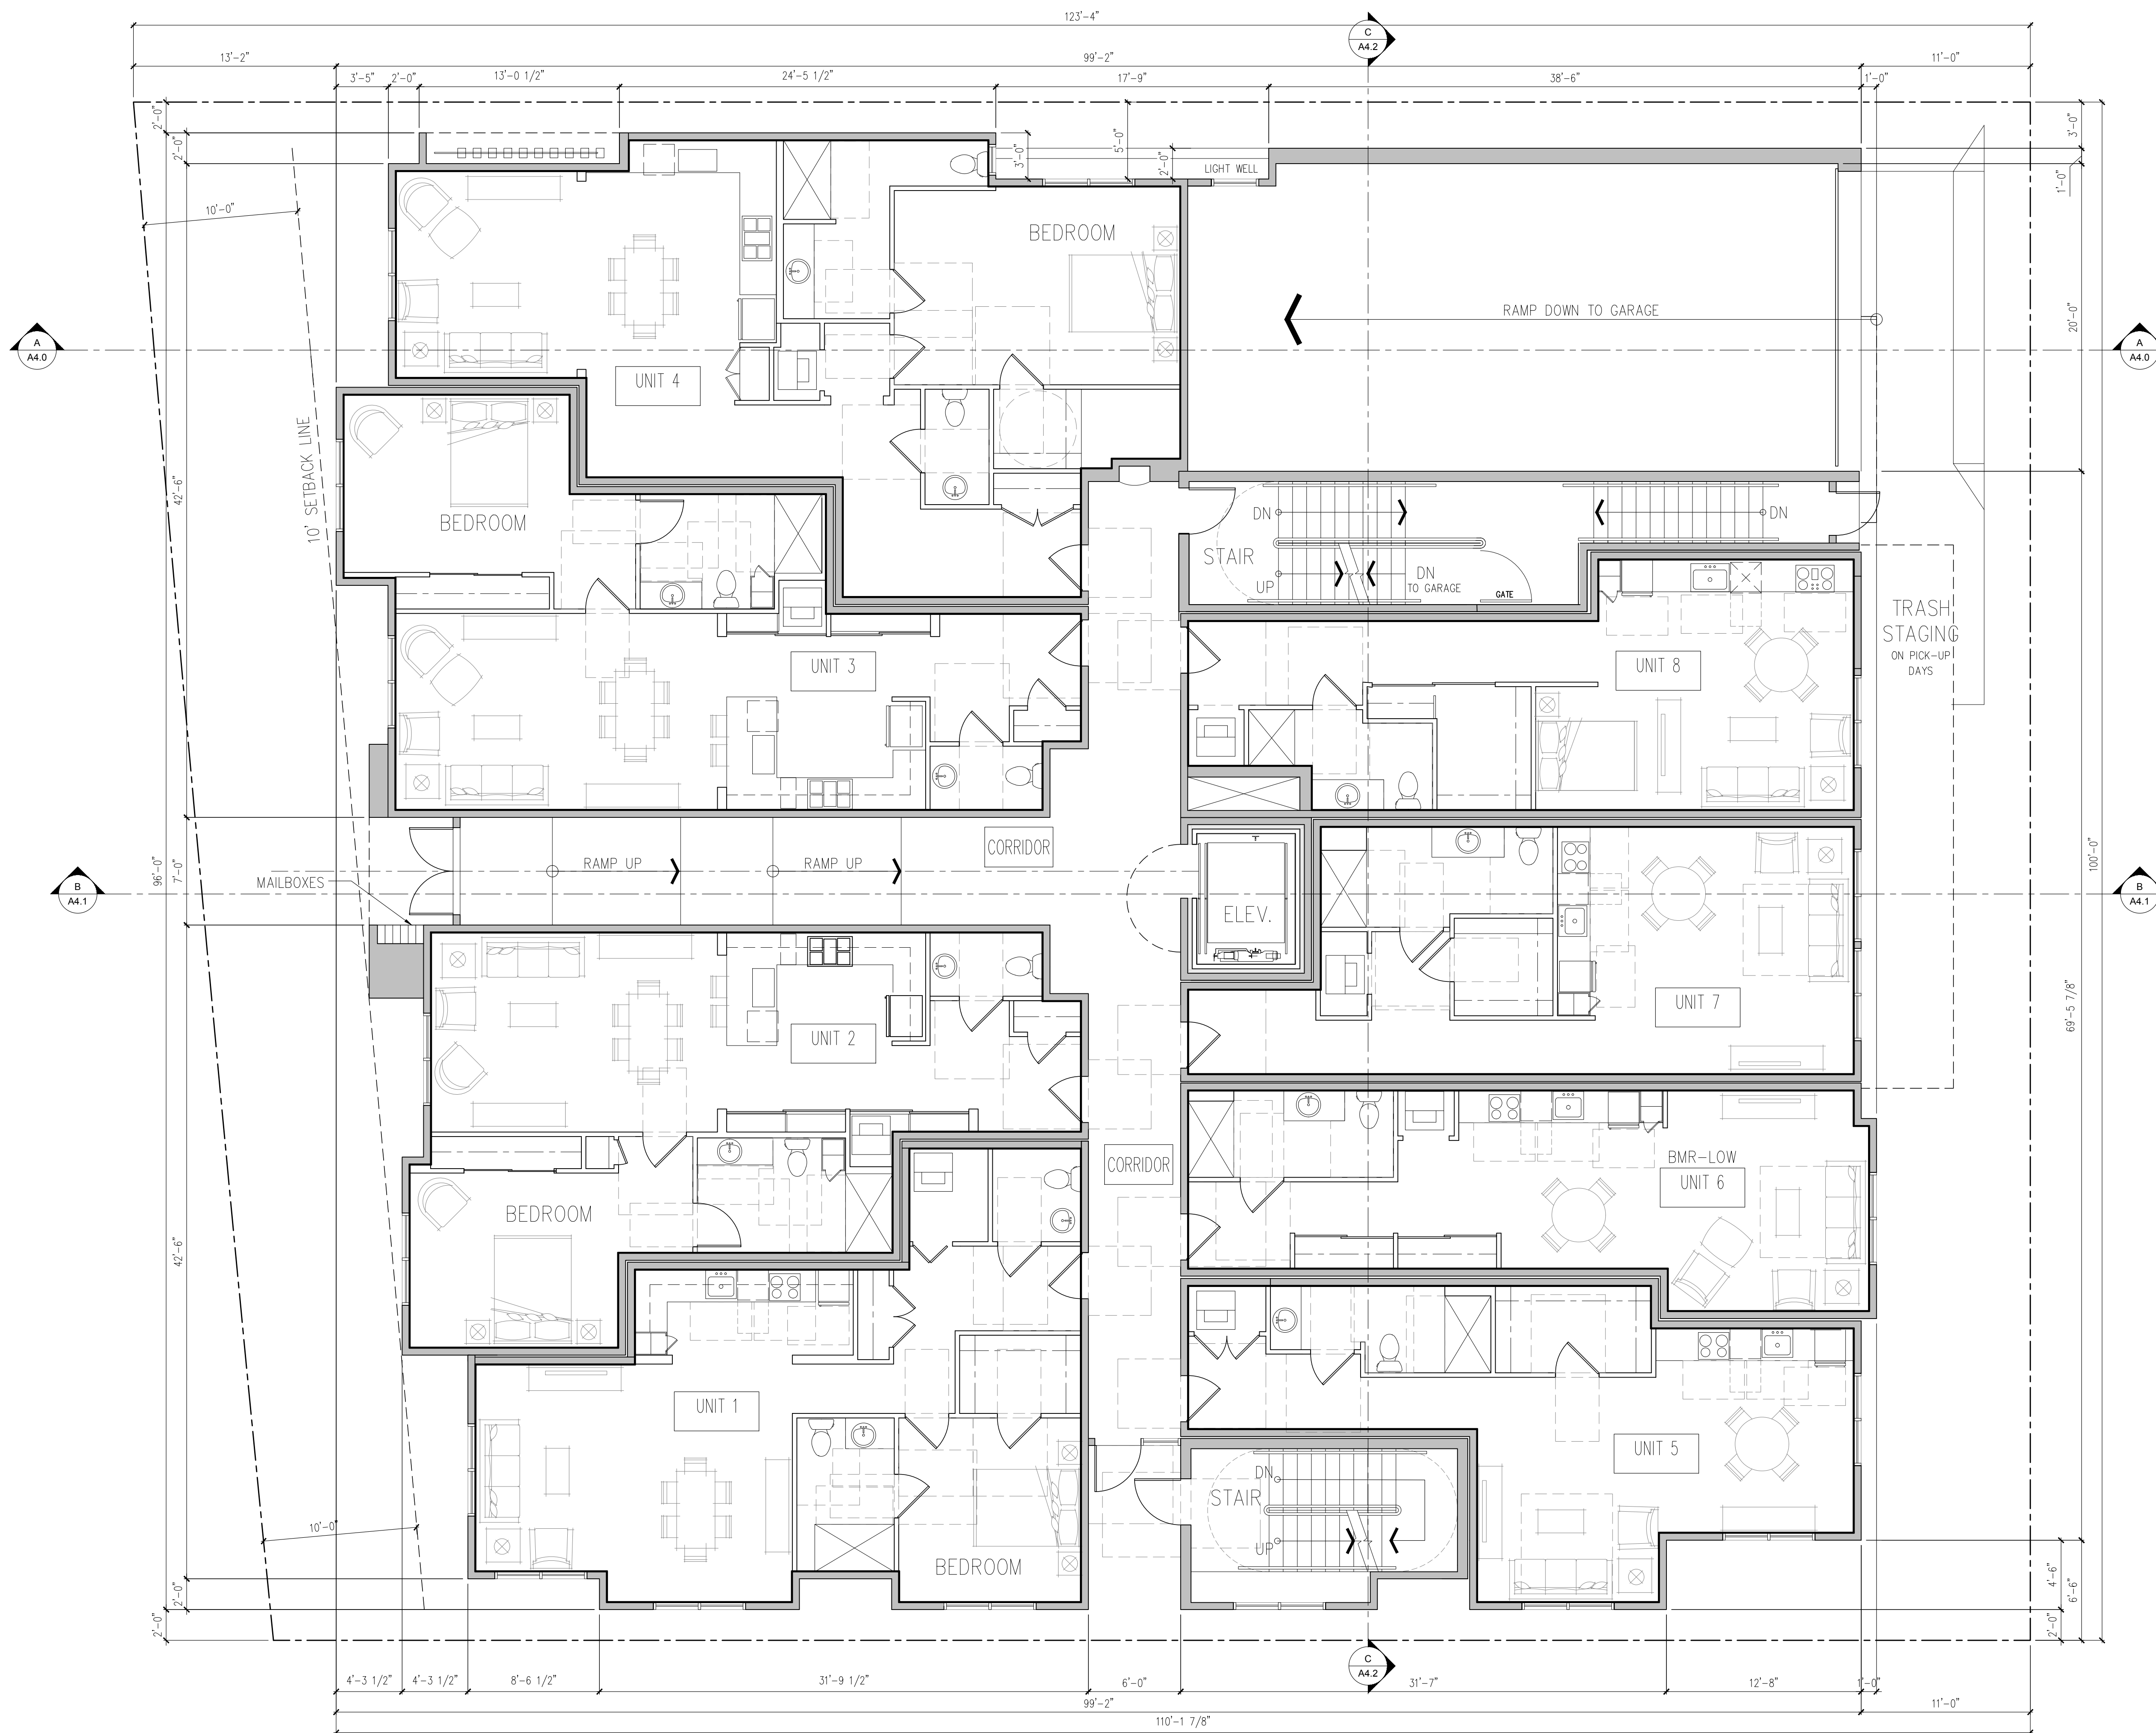 123'-4"
C
A4.2
13'-2"
99'-2"
11'-0"
3'-5"
2'-0"
13'-0 1/2"
24'-5 1/2"
17'-9"
38'-6"
1'-0"
2'-0"
2'-0"
3'-0"
5'-0"
2'-0"
LIGHT WELL
3'-0"
1'-0"
10'-0"
BEDROOM
RAMP DOWN TO GARAGE
20'-0"
A
A4.0
A
A4.0
UNIT 4
10' SETBACK LINE
42'-6"
BEDROOM
DN
DN
STAIR
UP
DN
TO GARAGE
GATE
TRASH
STAGING
ON PICK-UP
DAYS
UNIT 3
UNIT 8
CORRIDOR
RAMP UP
RAMP UP
MAILBOXES
96'-0"
7'-0"
100'-0"
B
A4.1
B
A4.1
ELEV.
UNIT 2
UNIT 7
69'-5 7/8"
CORRIDOR
BMR-LOW
UNIT 6
BEDROOM
42'-6"
UNIT 1
UNIT 5
DN
STAIR
UP
10'-0"
BEDROOM
4'-6"
6'-6"
2'-0"
2'-0"
2'-0"
C
A4.2
4'-3 1/2"
4'-3 1/2"
8'-6 1/2"
31'-9 1/2"
6'-0"
31'-7"
12'-8"
1'-0"
99'-2"
11'-0"
110'-1 7/8"